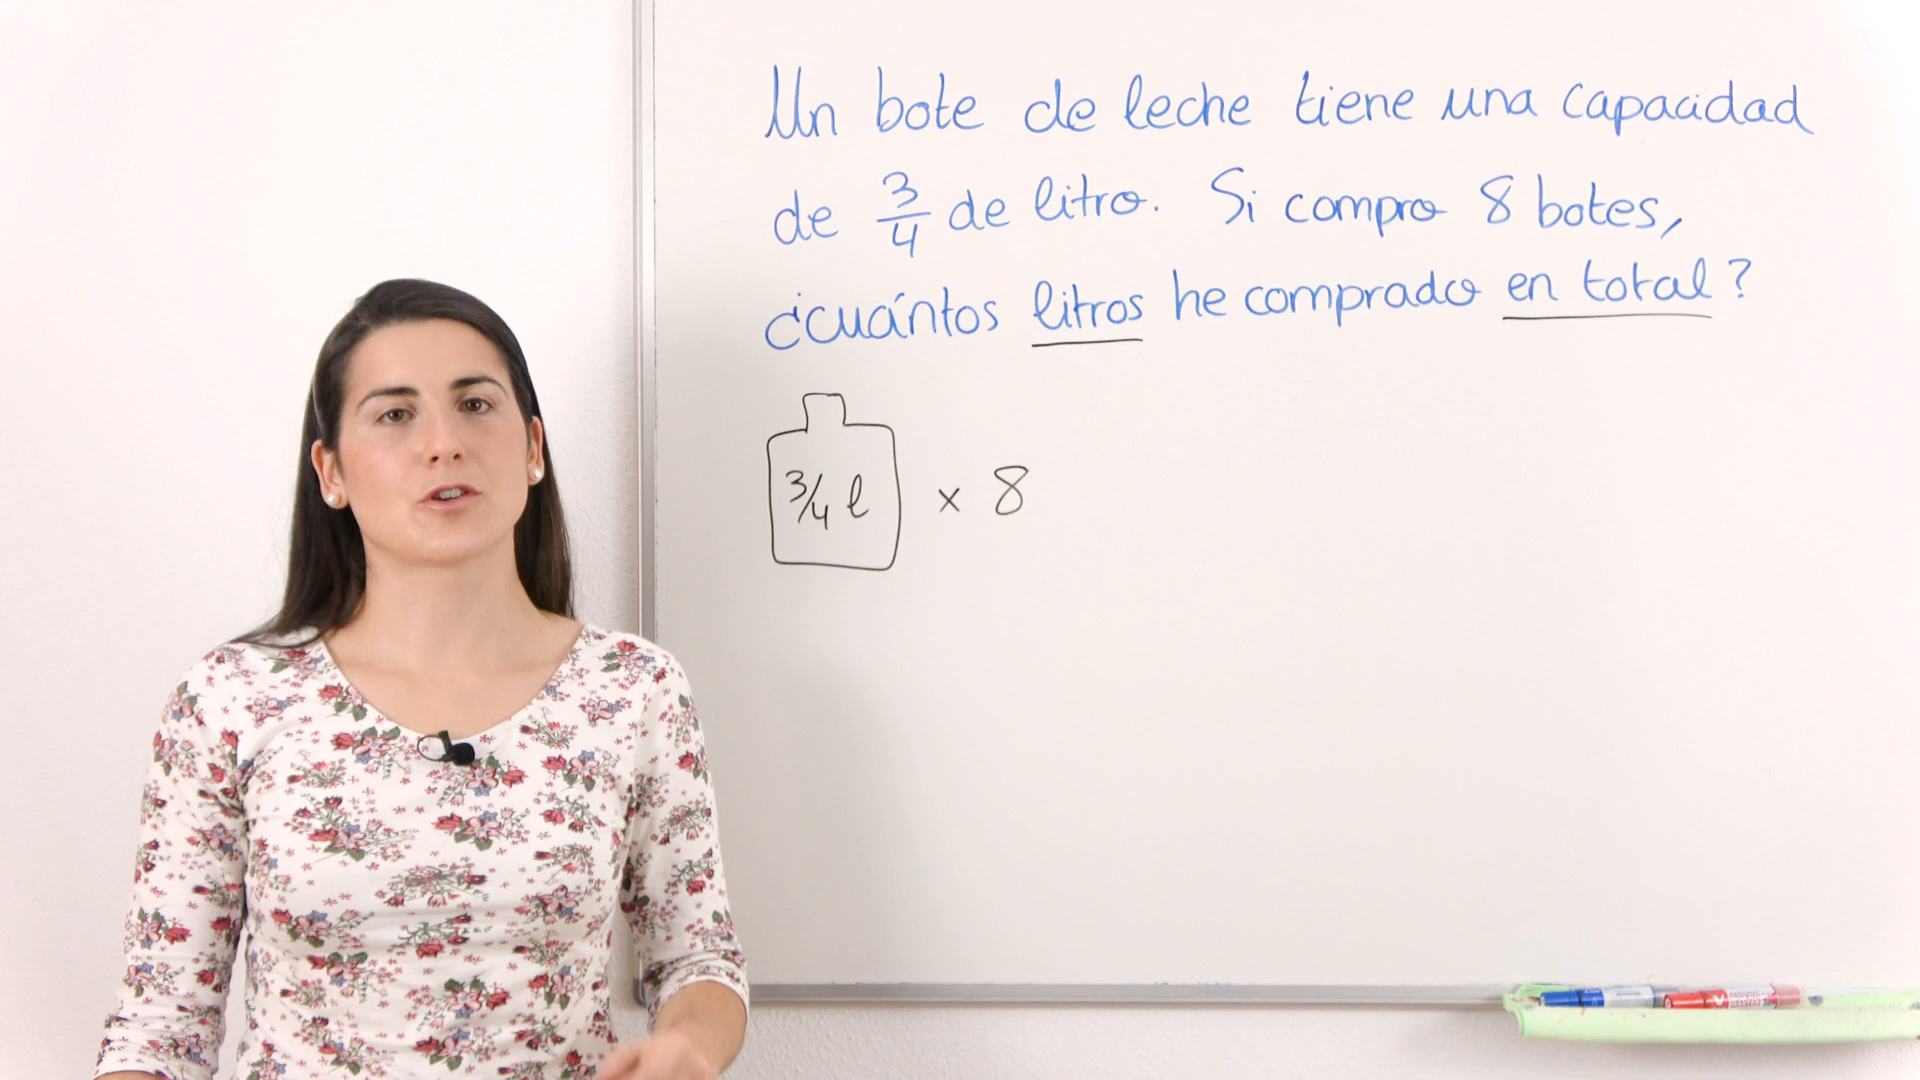 Un bote de leche tiene una capacidad
de 3/4 de litro. Si compro 8 botes,
¿cuántos litros he comprado en total?
3/4 l x 8